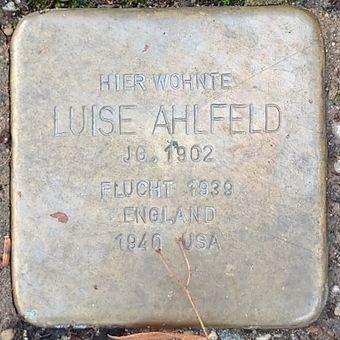 HIER WOHNTE
LUISE AHLFELD
JG. 1902
FLUCHT 1939
ENGLAND
1940 USA